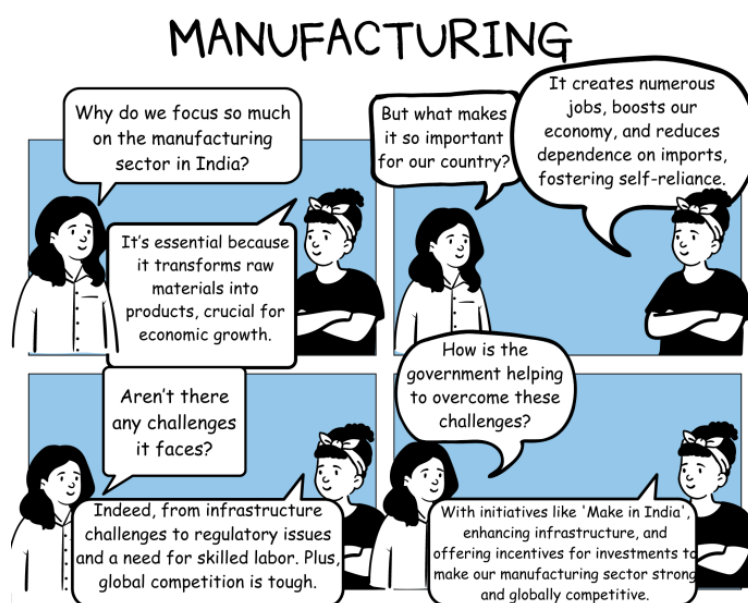 MANUFACTURING
Why do we focus so much
on the manufacturing
sector in India?
It's essential because
it transforms raw
materials into
products, crucial for
economic growth.
But what makes
it so important
for our country?
It creates numerous
jobs, boosts our
economy, and reduces
dependence on imports,
fostering self-reliance.
Aren't there
any challenges
it faces?
Indeed, from infrastructure
challenges to regulatory issues
and a need for skilled labor. Plus,
global competition is tough.
How is the
government helping
to overcome these
challenges?
With initiatives like 'Make in India',
enhancing infrastructure, and
offering incentives for investments to
make our manufacturing sector strong
and globally competitive.